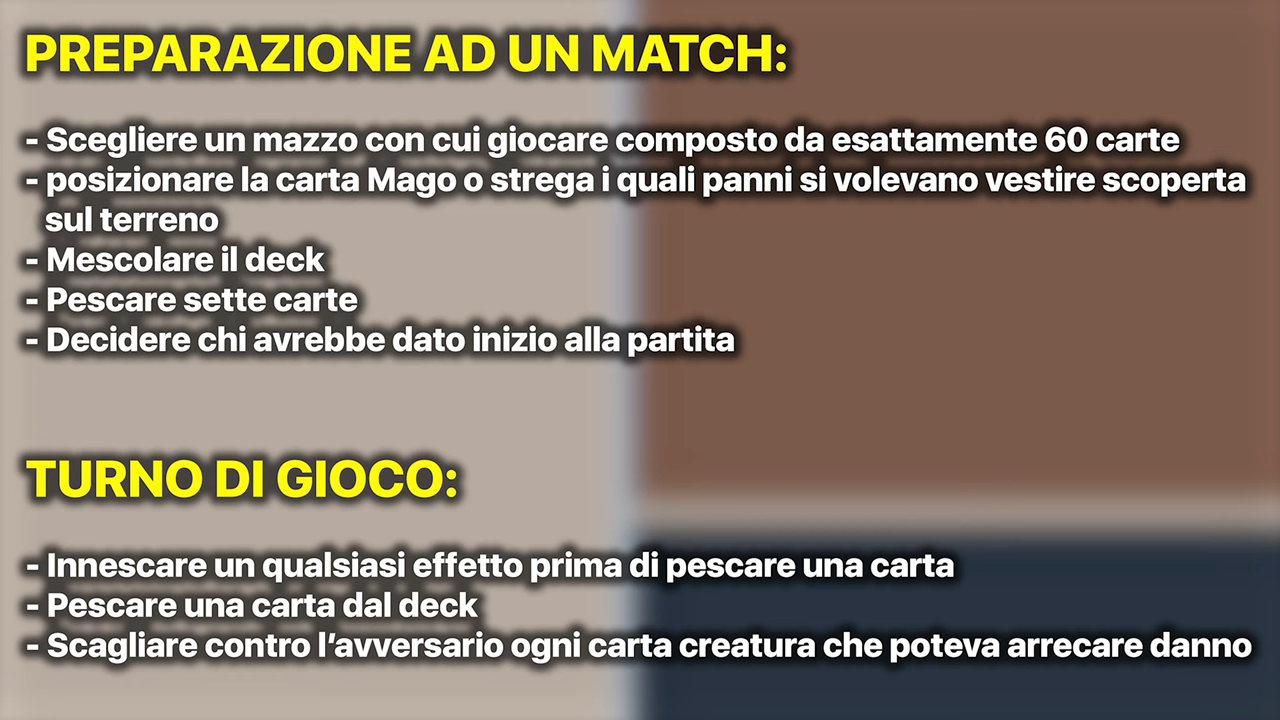 PREPARAZIONE AD UN MATCH:
- Scegliere un mazzo con cui giocare composto da esattamente 60 carte
- posizionare la carta Mago o strega i quali panni si volevano vestire scoperta
sul terreno
- Mescolare il deck
- Pescare sette carte
- Decidere chi avrebbe dato inizio alla partita
TURNO DI GIOCO:
- Innescare un qualsiasi effetto prima di pescare una carta
- Pescare una carta dal deck
- Scagliare contro l’avversario ogni carta creatura che poteva arrecare danno